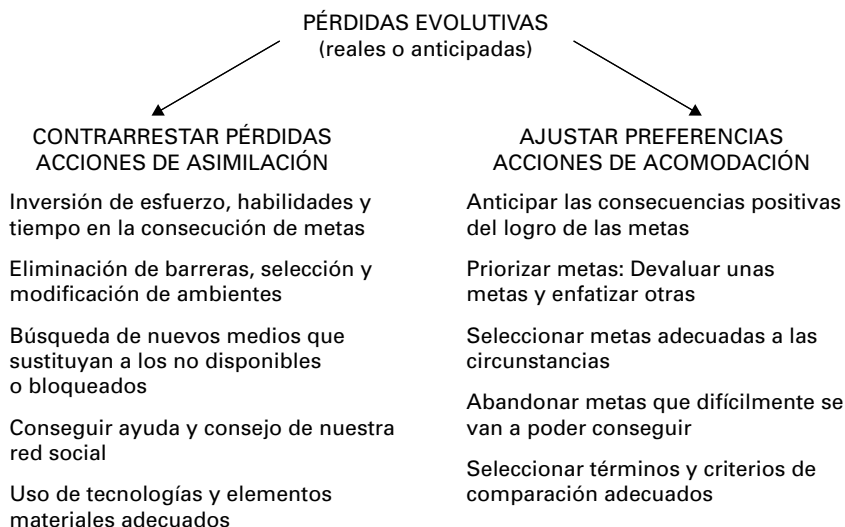 PÉRDIDAS EVOLUTIVAS
(reales o anticipadas)
CONTRARRESTAR PÉRDIDAS
ACCIONES DE ASIMILACIÓN
Inversión de esfuerzo, habilidades y
tiempo en la consecución de metas
Eliminación de barreras, selección y
modificación de ambientes
Búsqueda de nuevos medios que
sustituyan a los no disponibles
o bloqueados
Conseguir ayuda y consejo de nuestra
red social
Uso de tecnologías y elementos
materiales adecuados
AJUSTAR PREFERENCIAS
ACCIONES DE ACOMODACIÓN
Anticipar las consecuencias positivas
del logro de las metas
Priorizar metas: Devaluar unas
metas y enfatizar otras
Seleccionar metas adecuadas a las
circunstancias
Abandonar metas que difícilmente se
van a poder conseguir
Seleccionar términos y criterios de
comparación adecuados